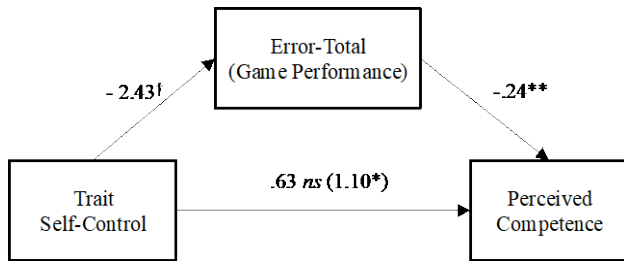 Error-Total
(Game Performance)
- 2.43†
-.24**
.63 ns (1.10*)
Trait
Self-Control
Perceived
Competence